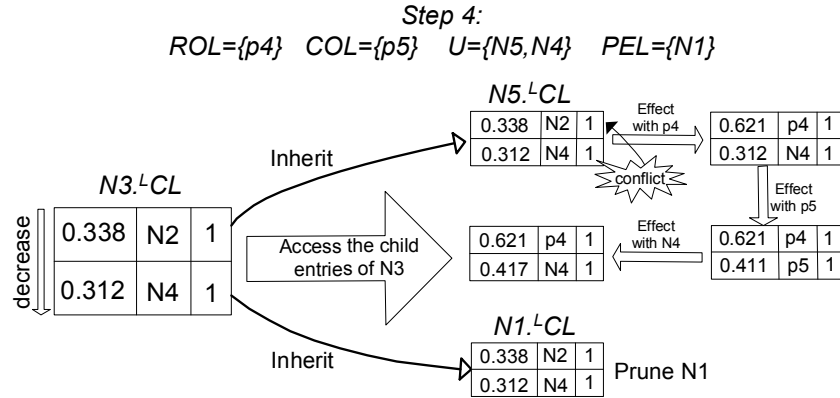 Step 4:
ROL={p4} COL={p5} U={N5,N4} PEL={N1}
N5.ᴸCL
0.338 N2 1
0.312 N4 1
Effect
with p4
0.621 p4 1
0.312 N4 1
conflict
Inherit
N3.ᴸCL
decrease
0.338 N2 1
0.312 N4 1
Access the child
entries of N3
Effect
with p5
0.621 p4 1
0.417 N4 1
Effect
with N4
0.621 p4 1
0.411 p5 1
Inherit
N1.ᴸCL
0.338 N2 1
0.312 N4 1
Prune N1